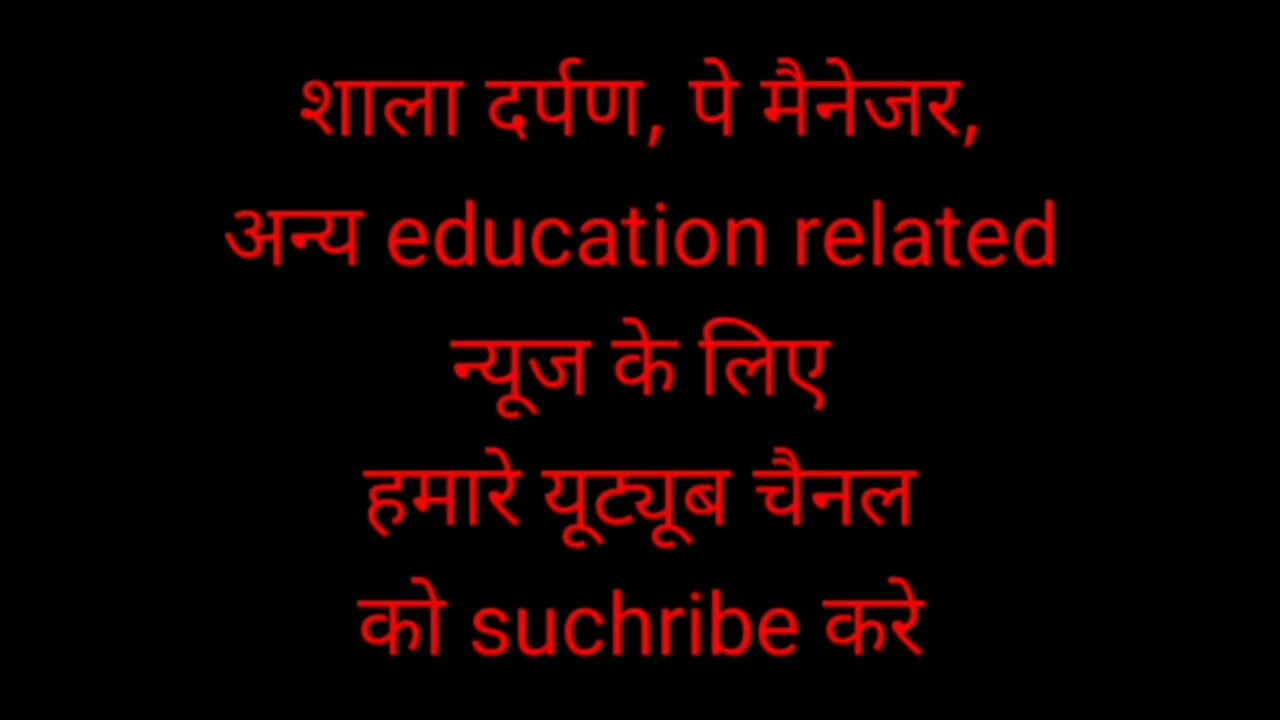 शाला दर्पण, पे मैनेजर,
अन्य education related
न्यूज के लिए
हमारे यूट्यूब चैनल
को suchribe करे